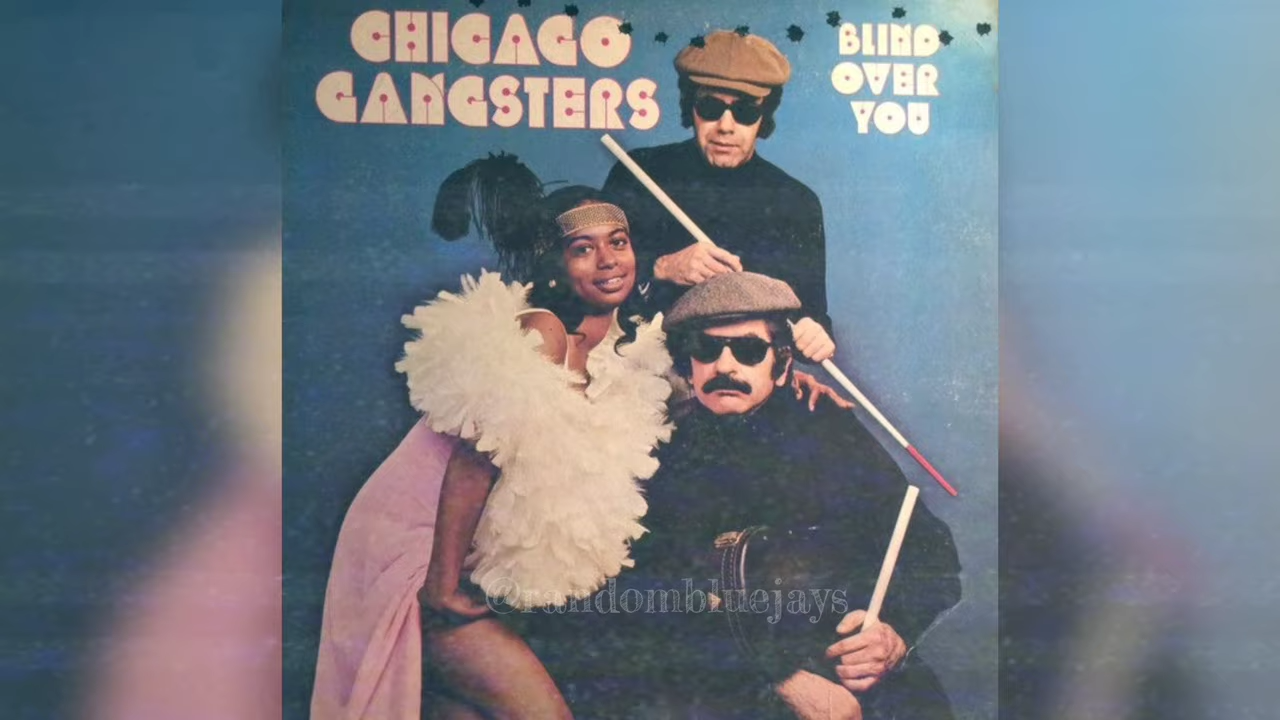 CHICAGO
GANGSTERS
BLIND
OVER
YOU
@randombluejays